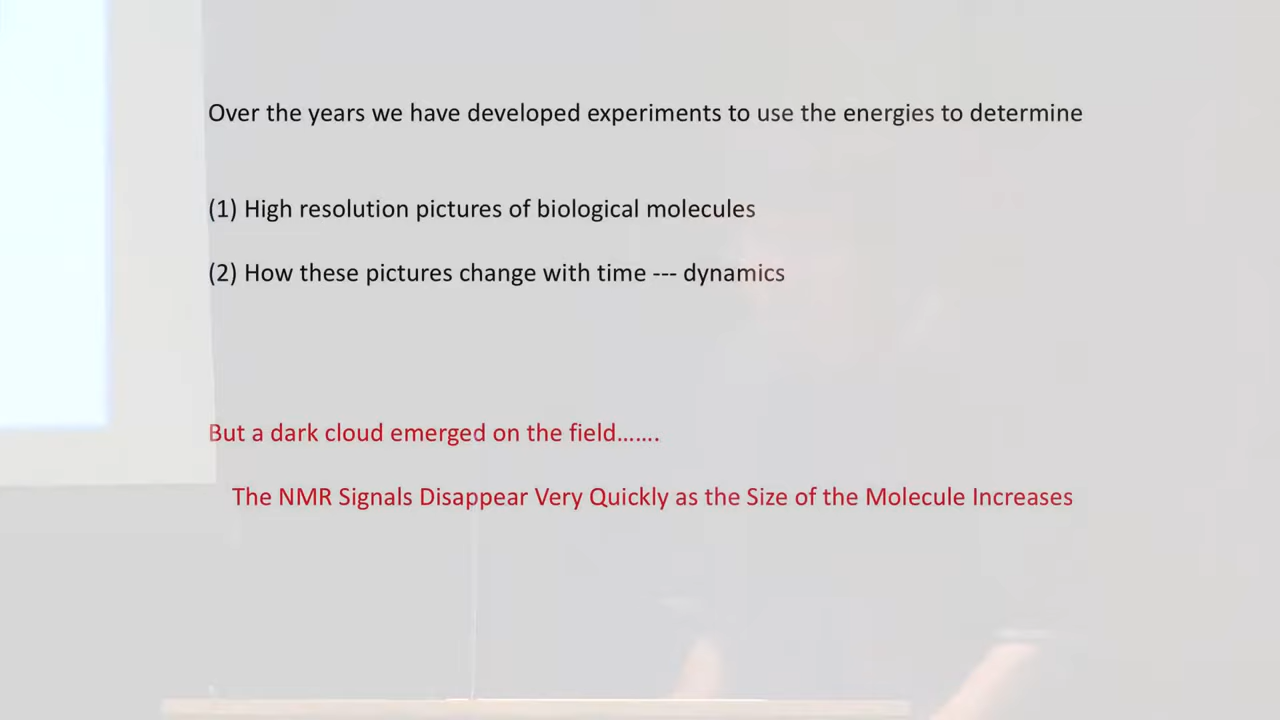 Over the years we have developed experiments to use the energies to determine
(1) High resolution pictures of biological molecules
(2) How these pictures change with time --- dynamics
But a dark cloud emerged on the field.......
The NMR Signals Disappear Very Quickly as the Size of the Molecule Increases